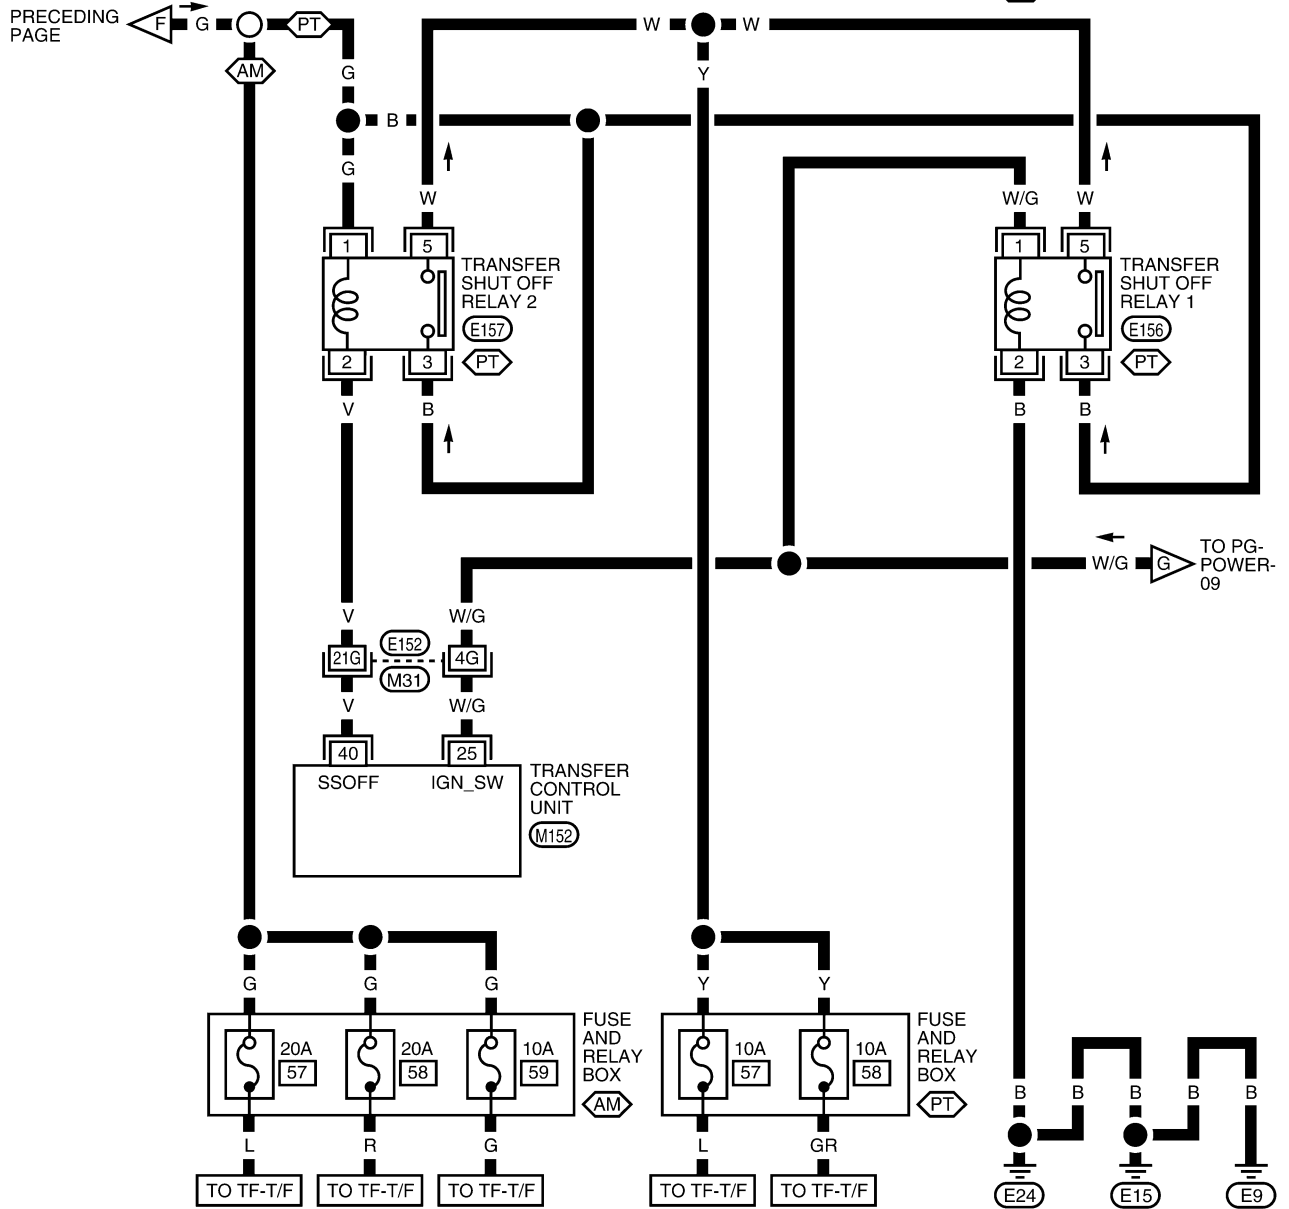 PRECEDING
PAGE
F
G
PT
W
W
AM
G
Y
B
G
W
W/G
W
1
5
TRANSFER
SHUT OFF
RELAY 2
E157
PT
2
3
1
5
TRANSFER
SHUT OFF
RELAY 1
E156
PT
2
3
V
B
B
B
W/G
G
TO PG-
POWER-
09
V
W/G
21G
E152
M31
4G
V
W/G
40
25
SSOFF
IGN_SW
TRANSFER
CONTROL
UNIT
M152
G
G
G
Y
Y
20A
57
20A
58
10A
59
FUSE
AND
RELAY
BOX
AM
10A
57
10A
58
FUSE
AND
RELAY
BOX
PT
B
B
B
B
B
L
R
G
L
GR
TO TF-T/F
TO TF-T/F
TO TF-T/F
TO TF-T/F
TO TF-T/F
E24
E15
E9